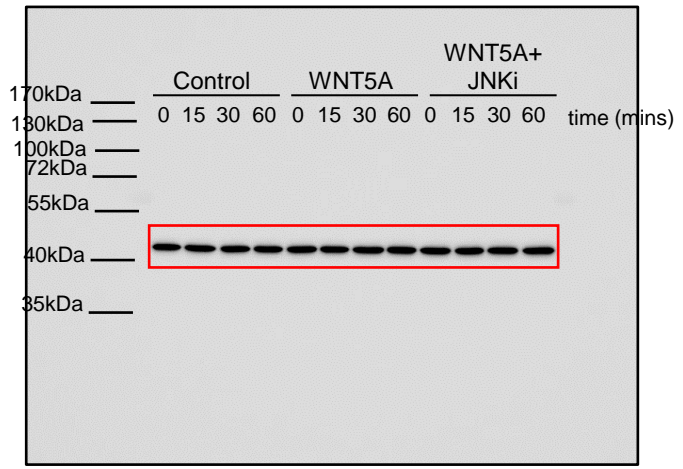 WNT5A+
Control WNT5A JNKi
170kDa
130kDa 0 15 30 60 0 15 30 60 0 15 30 60 time (mins)
100kDa
72kDa
55kDa
40kDa
35kDa